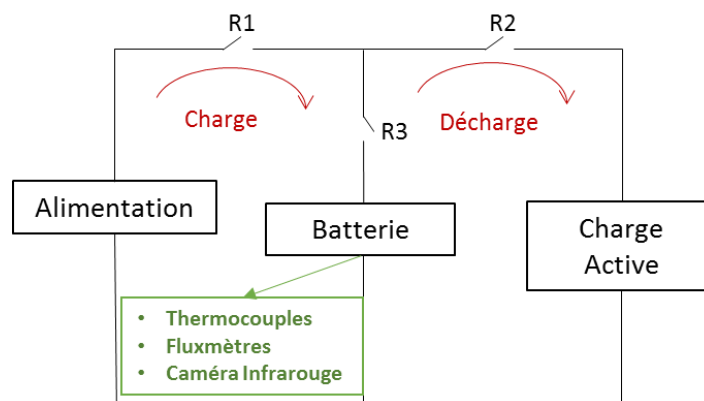 R1
R2
Charge
Décharge
R3
Alimentation
Batterie
Charge
Active
• Thermocouples
• Fluxmètres
• Caméra Infrarouge